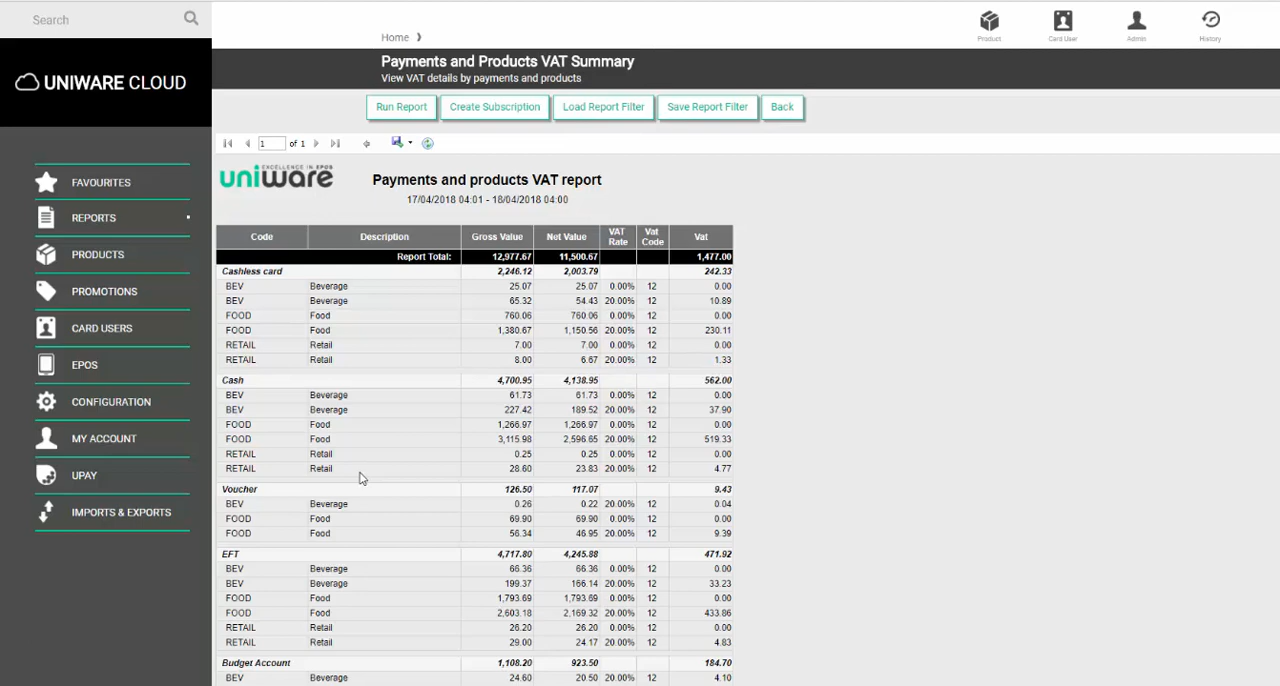 Search
UNIWARE CLOUD
FAVOURITES
REPORTS
PRODUCTS
PROMOTIONS
CARD USERS
EPOS
CONFIGURATION
MY ACCOUNT
UPAY
IMPORTS & EXPORTS
Home ❯
Product
Card User
Admin
History
Payments and Products VAT Summary
View VAT details by payments and products
Run Report Create Subscription Load Report Filter Save Report Filter Back
1 of 1
EXCELLENCE IN EPOS
uniware
Payments and products VAT report
17/04/2018 04:01 - 18/04/2018 04:00
Code Description Gross Value Net Value VAT Rate Vat Code Vat
Report Total: 12,977.67 11,500.67 1,477.00
Cashless card 2,246.12 2,003.79 242.33
BEV Beverage 25.07 25.07 0.00% 12 0.00
BEV Beverage 65.32 54.43 20.00% 12 10.89
FOOD Food 760.06 760.06 0.00% 12 0.00
FOOD Food 1,380.67 1,150.56 20.00% 12 230.11
RETAIL Retail 7.00 7.00 0.00% 12 0.00
RETAIL Retail 8.00 6.67 20.00% 12 1.33
Cash 4,700.95 4,138.95 562.00
BEV Beverage 61.73 61.73 0.00% 12 0.00
BEV Beverage 227.42 189.52 20.00% 12 37.90
FOOD Food 1,266.97 1,266.97 0.00% 12 0.00
FOOD Food 3,115.98 2,596.65 20.00% 12 519.33
RETAIL Retail 0.25 0.25 0.00% 12 0.00
RETAIL Retail 28.60 23.83 20.00% 12 4.77
Voucher 126.50 117.07 9.43
BEV Beverage 0.26 0.22 20.00% 12 0.04
FOOD Food 69.90 69.90 0.00% 12 0.00
FOOD Food 56.34 46.95 20.00% 12 9.39
EFT 4,717.80 4,245.88 471.92
BEV Beverage 66.36 66.36 0.00% 12 0.00
BEV Beverage 199.37 166.14 20.00% 12 33.23
FOOD Food 1,793.69 1,793.69 0.00% 12 0.00
FOOD Food 2,603.18 2,169.32 20.00% 12 433.86
RETAIL Retail 26.20 26.20 0.00% 12 0.00
RETAIL Retail 29.00 24.17 20.00% 12 4.83
Budget Account 1,108.20 923.50 184.70
BEV Beverage 24.60 20.50 20.00% 12 4.10